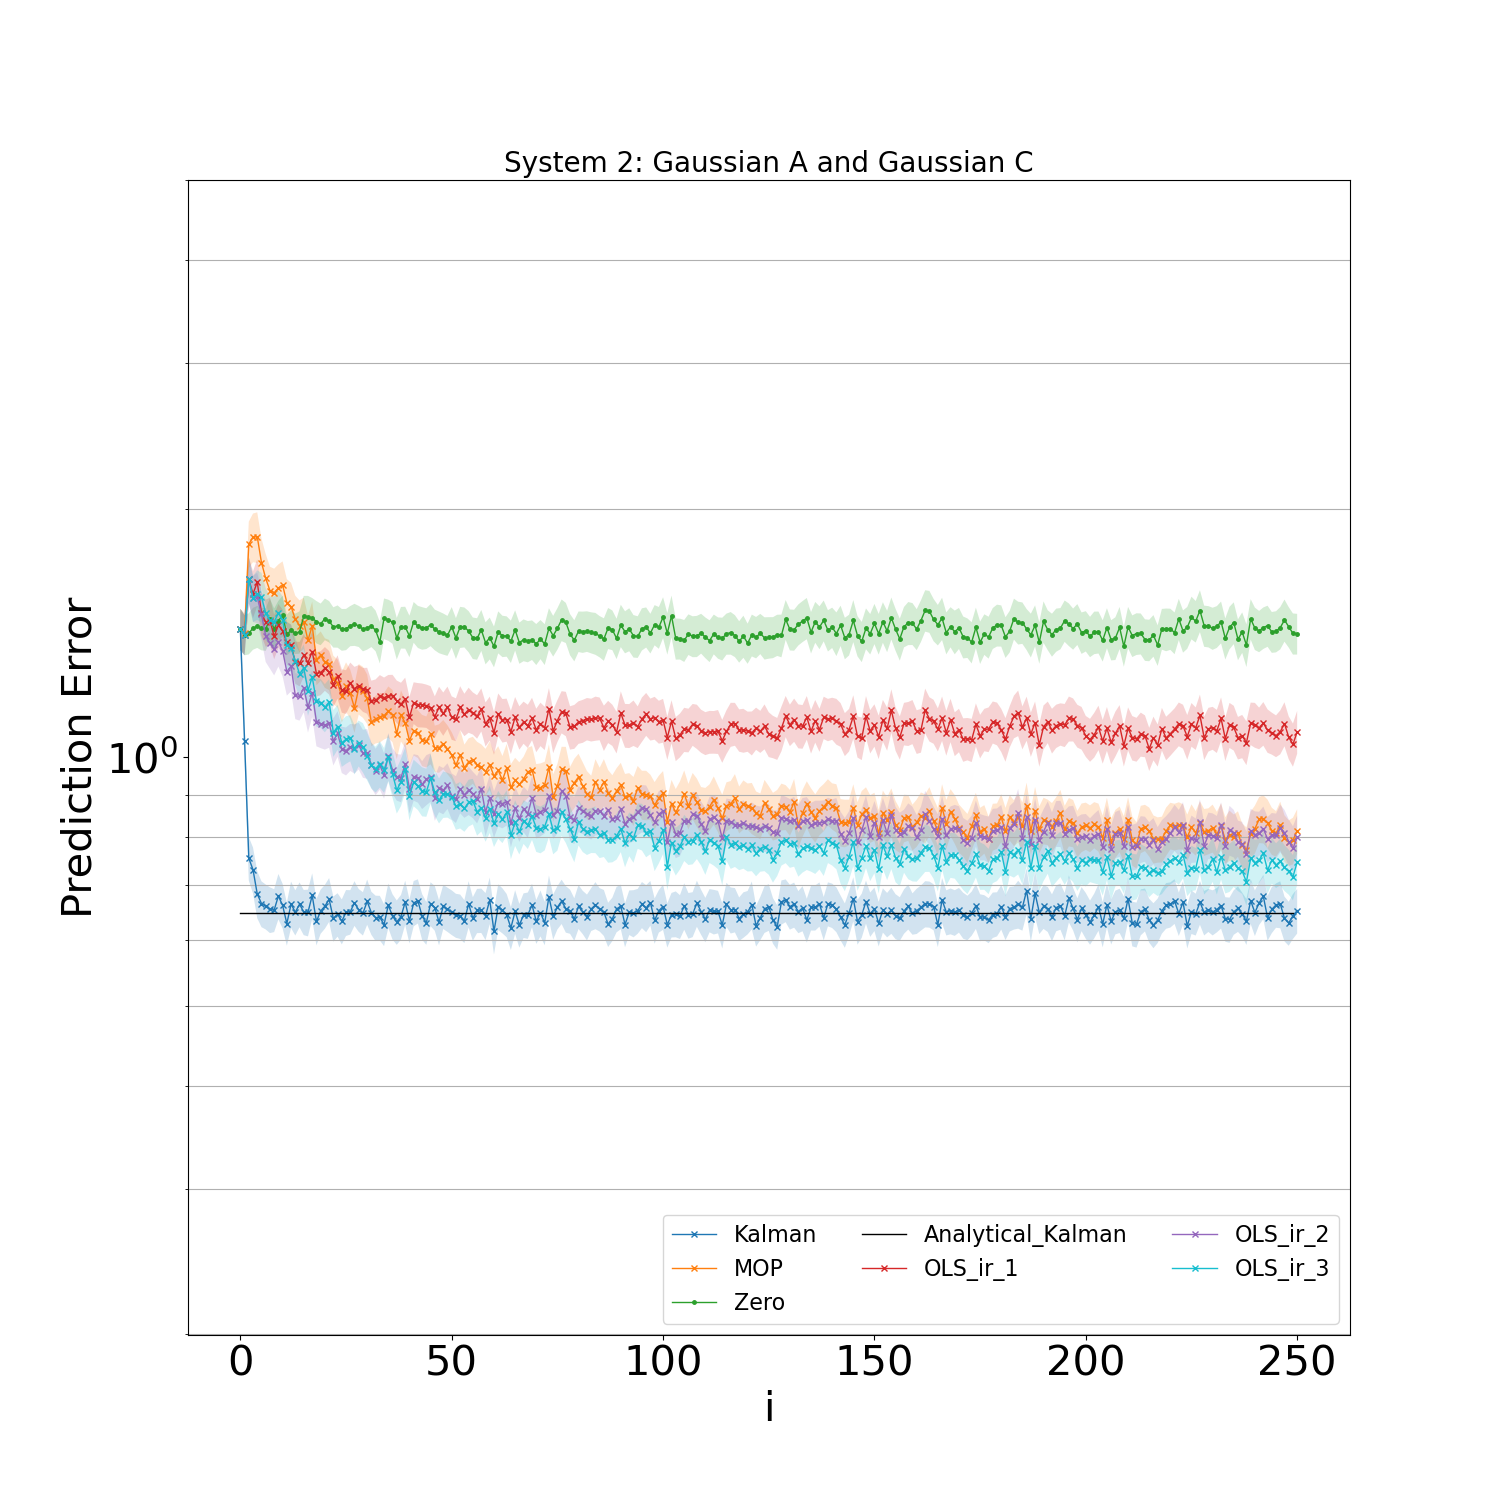 System 2: Gaussian A and Gaussian C
Prediction Error
10⁰
Kalman
MOP
Zero
Analytical_Kalman
OLS_ir_1
OLS_ir_2
OLS_ir_3
0 50 100 150 200 250
i